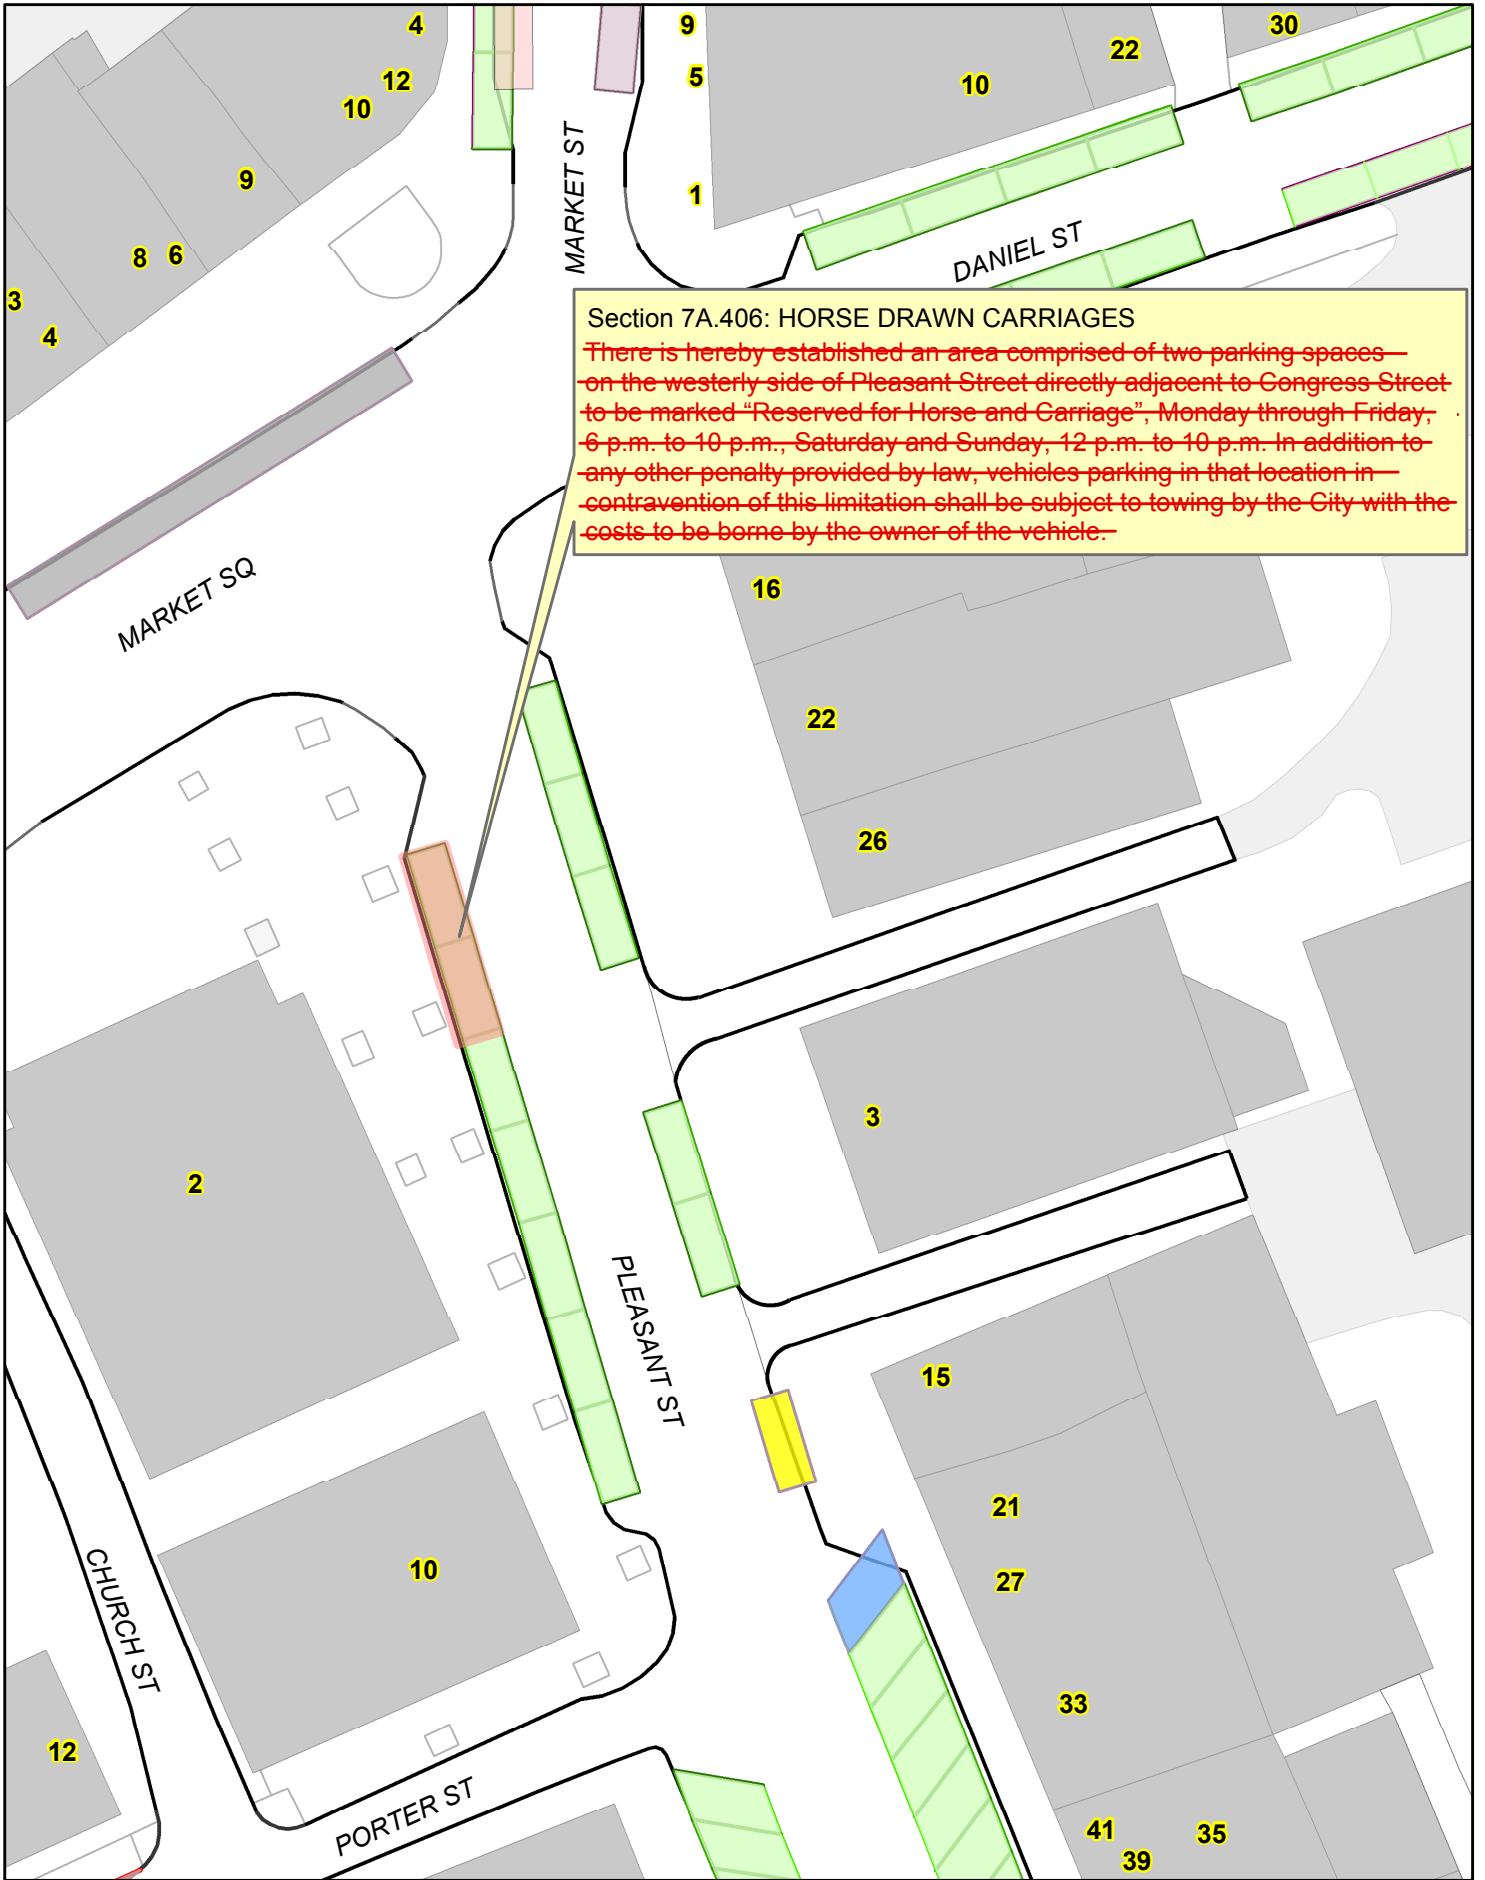 4
9
30
22
12
5
10
10
MARKET ST
9
1
8
6
DANIEL ST
3
4
Section 7A.406: HORSE DRAWN CARRIAGES
There is hereby established an area comprised of two parking spaces
on the westerly side of Pleasant Street directly adjacent to Congress Street
to be marked “Reserved for Horse and Carriage”, Monday through Friday,
6 p.m. to 10 p.m., Saturday and Sunday, 12 p.m. to 10 p.m. In addition to
any other penalty provided by law, vehicles parking in that location in
contravention of this limitation shall be subject to towing by the City with the
costs to be borne by the owner of the vehicle.
MARKET SQ
16
22
26
3
2
PLEASANT ST
15
21
10
27
CHURCH ST
33
12
PORTER ST
41
35
39